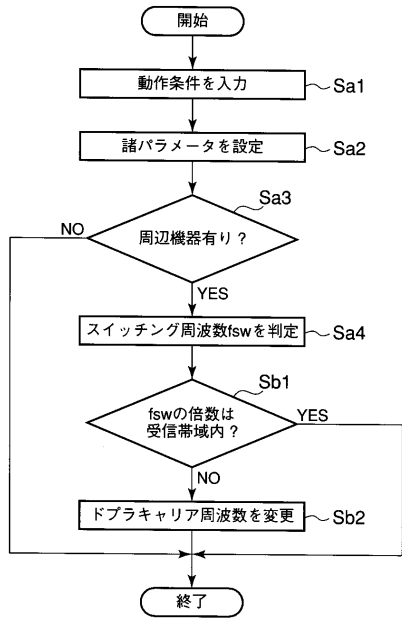 開始
動作条件を入力
Sa1
諸パラメータを設定
Sa2
Sa3
周辺機器有り？
NO
YES
スイッチング周波数fswを判定
Sa4
Sb1
fswの倍数は
受信帯域内？
YES
NO
ドプラキャリア周波数を変更
Sb2
終了